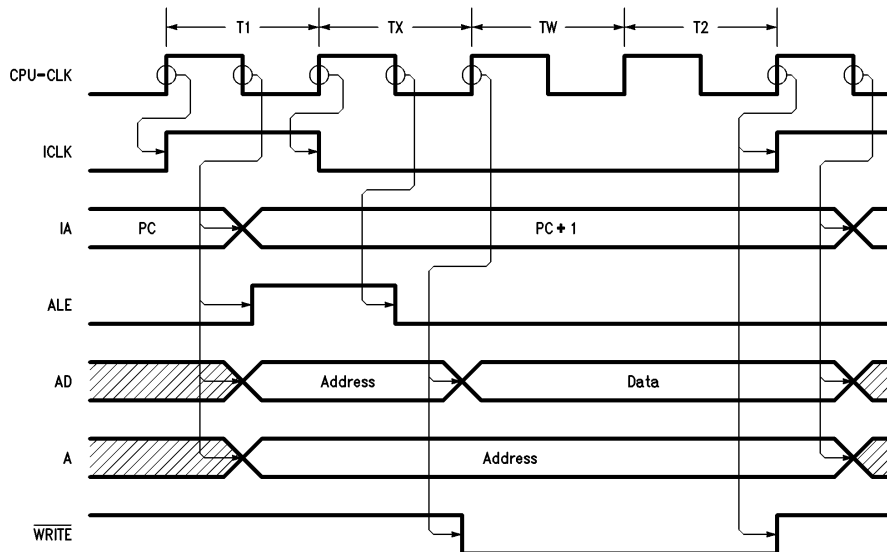 T1 TX TW T2
CPU-CLK
ICLK
IA PC PC+1
ALE
AD Address Data
A Address
WRITE